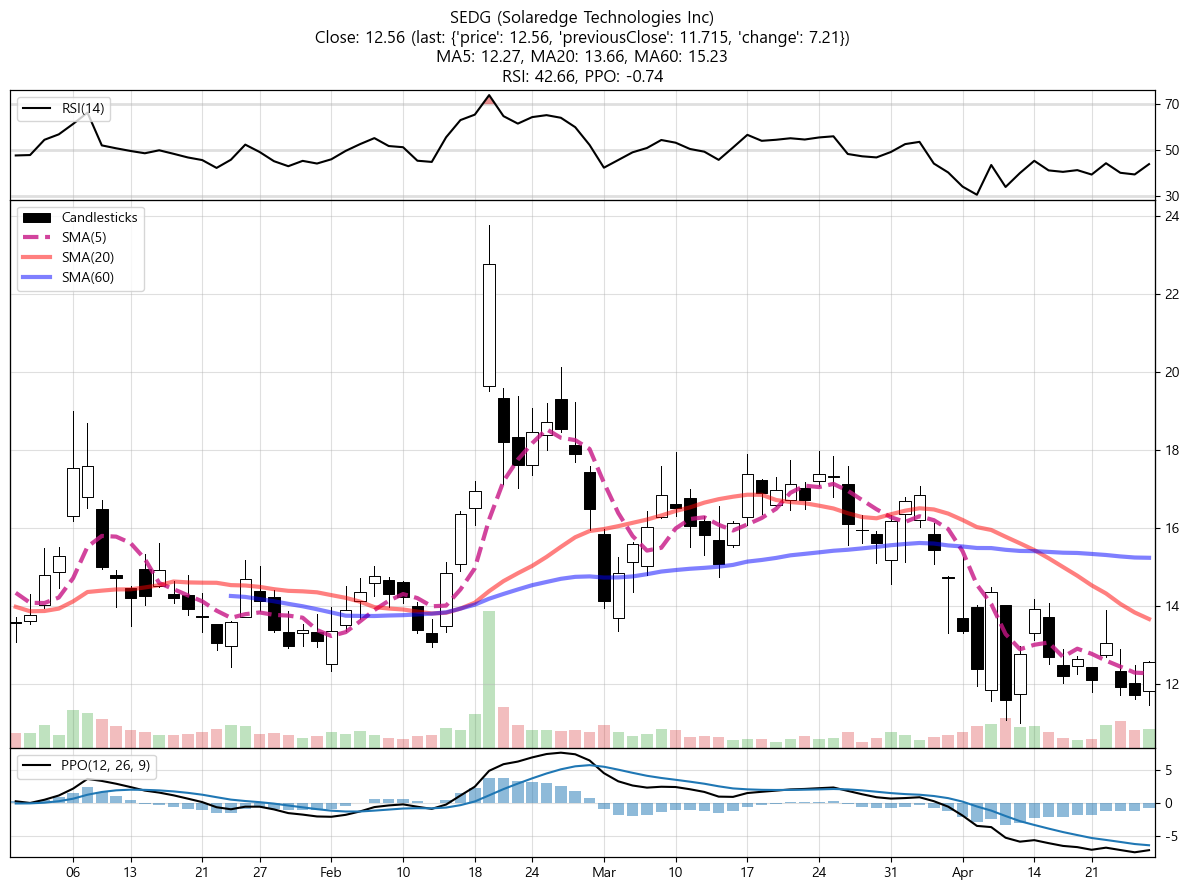 SEDG (Solaredge Technologies Inc)
Close: 12.56 (last: {'price': 12.56, 'previousClose': 11.715, 'change': 7.21})
MA5: 12.27, MA20: 13.66, MA60: 15.23
RSI: 42.66, PPO: -0.74
RSI(14)
70
50
30
Candlesticks
SMA(5)
SMA(20)
SMA(60)
24
22
20
18
16
14
12
PPO(12, 26, 9)
5
0
-5
06 13 21 27 Feb 10 18 24 Mar 10 17 24 31 Apr 14 21